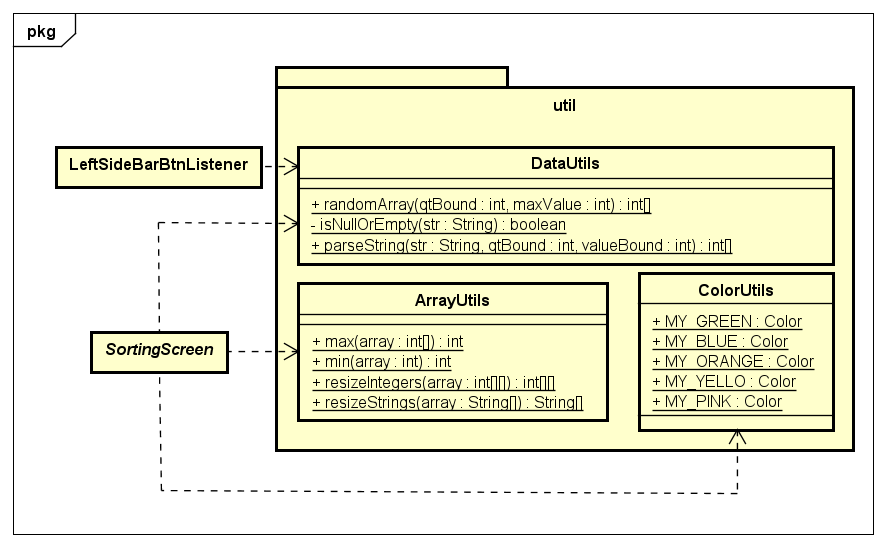 pkg
util
LeftSideBarBtnListener
DataUtils
+ randomArray(qtBound : int, maxValue : int) : int[]
- isNullOrEmpty(str : String) : boolean
+ parseString(str : String, qtBound : int, valueBound : int) : int[]
ArrayUtils
+ max(array : int[]) : int
+ min(array : int) : int
+ resizeIntegers(array : int[][]) : int[][]
+ resizeStrings(array : String[]) : String[]
ColorUtils
+ MY_GREEN : Color
+ MY_BLUE : Color
+ MY_ORANGE : Color
+ MY_YELLO : Color
+ MY_PINK : Color
SortingScreen